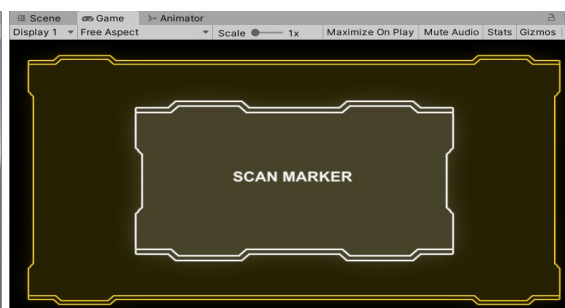 Scene Game Animator
Display 1 Free Aspect Scale 1x Maximize On Play Mute Audio Stats Gizmos
SCAN MARKER